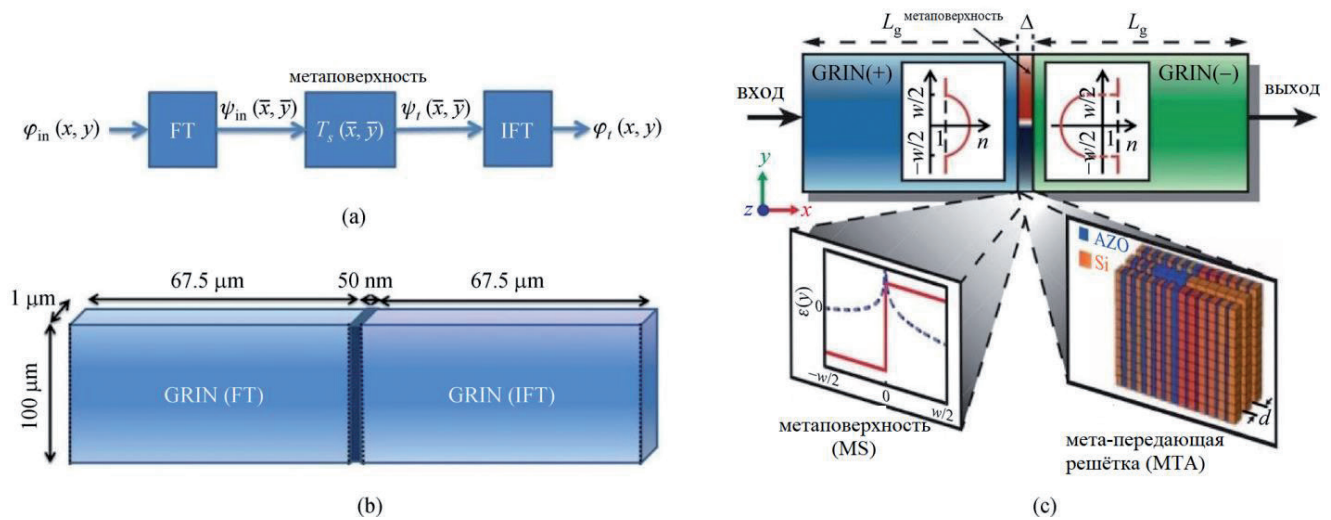 метаповерхность
φin (x, y)
FT
ψin (x̅, y̅)
Ts (x̅, y̅)
ψt (x̅, y̅)
IFT
φt (x, y)
(a)
67.5 μm
50 nm
67.5 μm
1 μm
100 μm
GRIN (FT)
GRIN (IFT)
(b)
Lg
метаповерхность
Δ
Lg
GRIN(+)
GRIN(−)
вход
выход
w/2
−w/2
1
n
w/2
−w/2
1
n
y
z
x
ε(y)
0
−w/2
0
w/2
метаповерхность
(MS)
AZO
Si
d
мета-передающая
решётка (MTA)
(c)